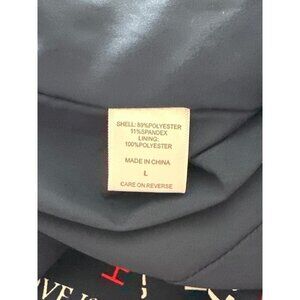 SHELL: 89%POLYESTER
11%SPANDEX
LINING:
100%POLYESTER
MADE IN CHINA
L
CARE ON REVERSE